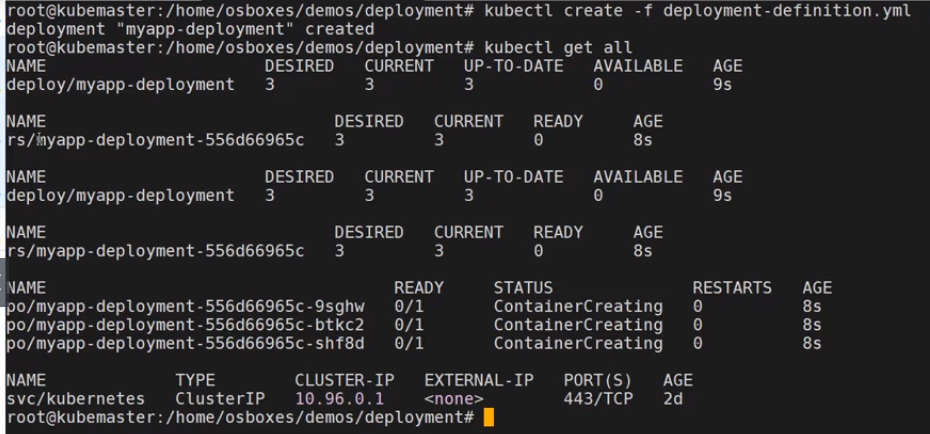 root@kubemaster:/home/osboxes/demos/deployment# kubectl create -f deployment-definition.yml
deployment "myapp-deployment" created
root@kubemaster:/home/osboxes/demos/deployment# kubectl get all
NAME DESIRED CURRENT UP-TO-DATE AVAILABLE AGE
deploy/myapp-deployment 3 3 3 0 9s
NAME DESIRED CURRENT READY AGE
rs/myapp-deployment-556d66965c 3 3 0 8s
NAME DESIRED CURRENT UP-TO-DATE AVAILABLE AGE
deploy/myapp-deployment 3 3 3 0 9s
NAME DESIRED CURRENT READY AGE
rs/myapp-deployment-556d66965c 3 3 0 8s
NAME READY STATUS RESTARTS AGE
po/myapp-deployment-556d66965c-9sghw 0/1 ContainerCreating 0 8s
po/myapp-deployment-556d66965c-btkc2 0/1 ContainerCreating 0 8s
po/myapp-deployment-556d66965c-shf8d 0/1 ContainerCreating 0 8s
NAME TYPE CLUSTER-IP EXTERNAL-IP PORT(S) AGE
svc/kubernetes ClusterIP 10.96.0.1 <none> 443/TCP 2d
root@kubemaster:/home/osboxes/demos/deployment#